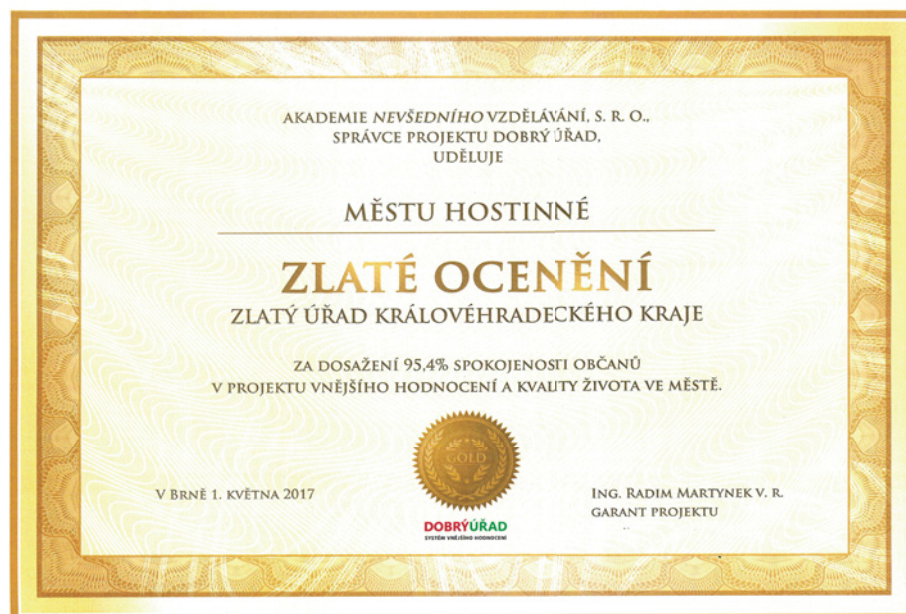 AKADEMIE NEVŠEDNÍHO VZDĚLÁVÁNÍ, S. R. O.,
SPRÁVCE PROJEKTU DOBRÝ ÚŘAD,
UDĚLUJE
MĚSTU HOSTINNÉ
ZLATÉ OCENĚNÍ
ZLATÝ ÚŘAD KRÁLOVÉHRADECKÉHO KRAJE
ZA DOSAŽENÍ 95,4% SPOKOJENOSTI OBČANŮ
V PROJEKTU VNĚJŠÍHO HODNOCENÍ A KVALITY ŽIVOTA VE MĚSTĚ.
GOLD
V BRNĚ 1. KVĚTNA 2017
ING. RADIM MARTYNEK V. R.
GARANT PROJEKTU
DOBRÝÚŘAD
SYSTÉM VNĚJŠÍHO HODNOCENÍ